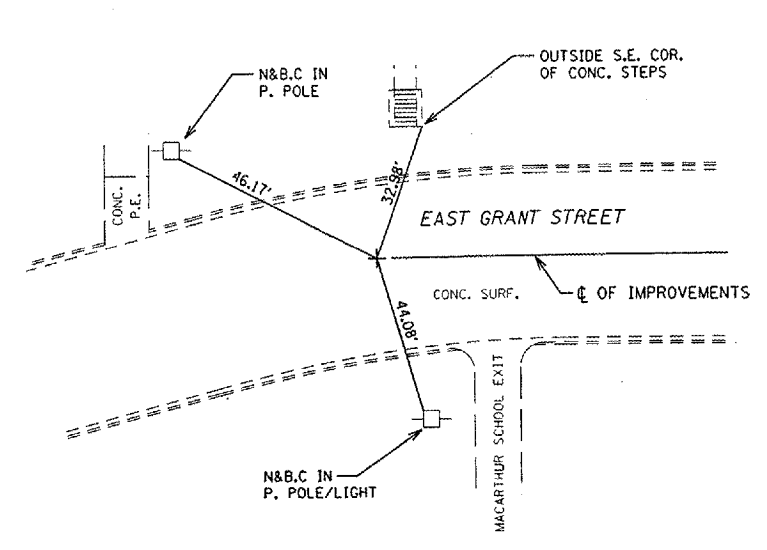 N&B.C IN
P. POLE
OUTSIDE S.E. COR.
OF CONC. STEPS
46.17'
32.98'
CONC.
P.E.
EAST GRANT STREET
CONC. SURF.
℄ OF IMPROVEMENTS
44.08'
MACARTHUR SCHOOL EXIT
N&B.C IN
P. POLE/LIGHT